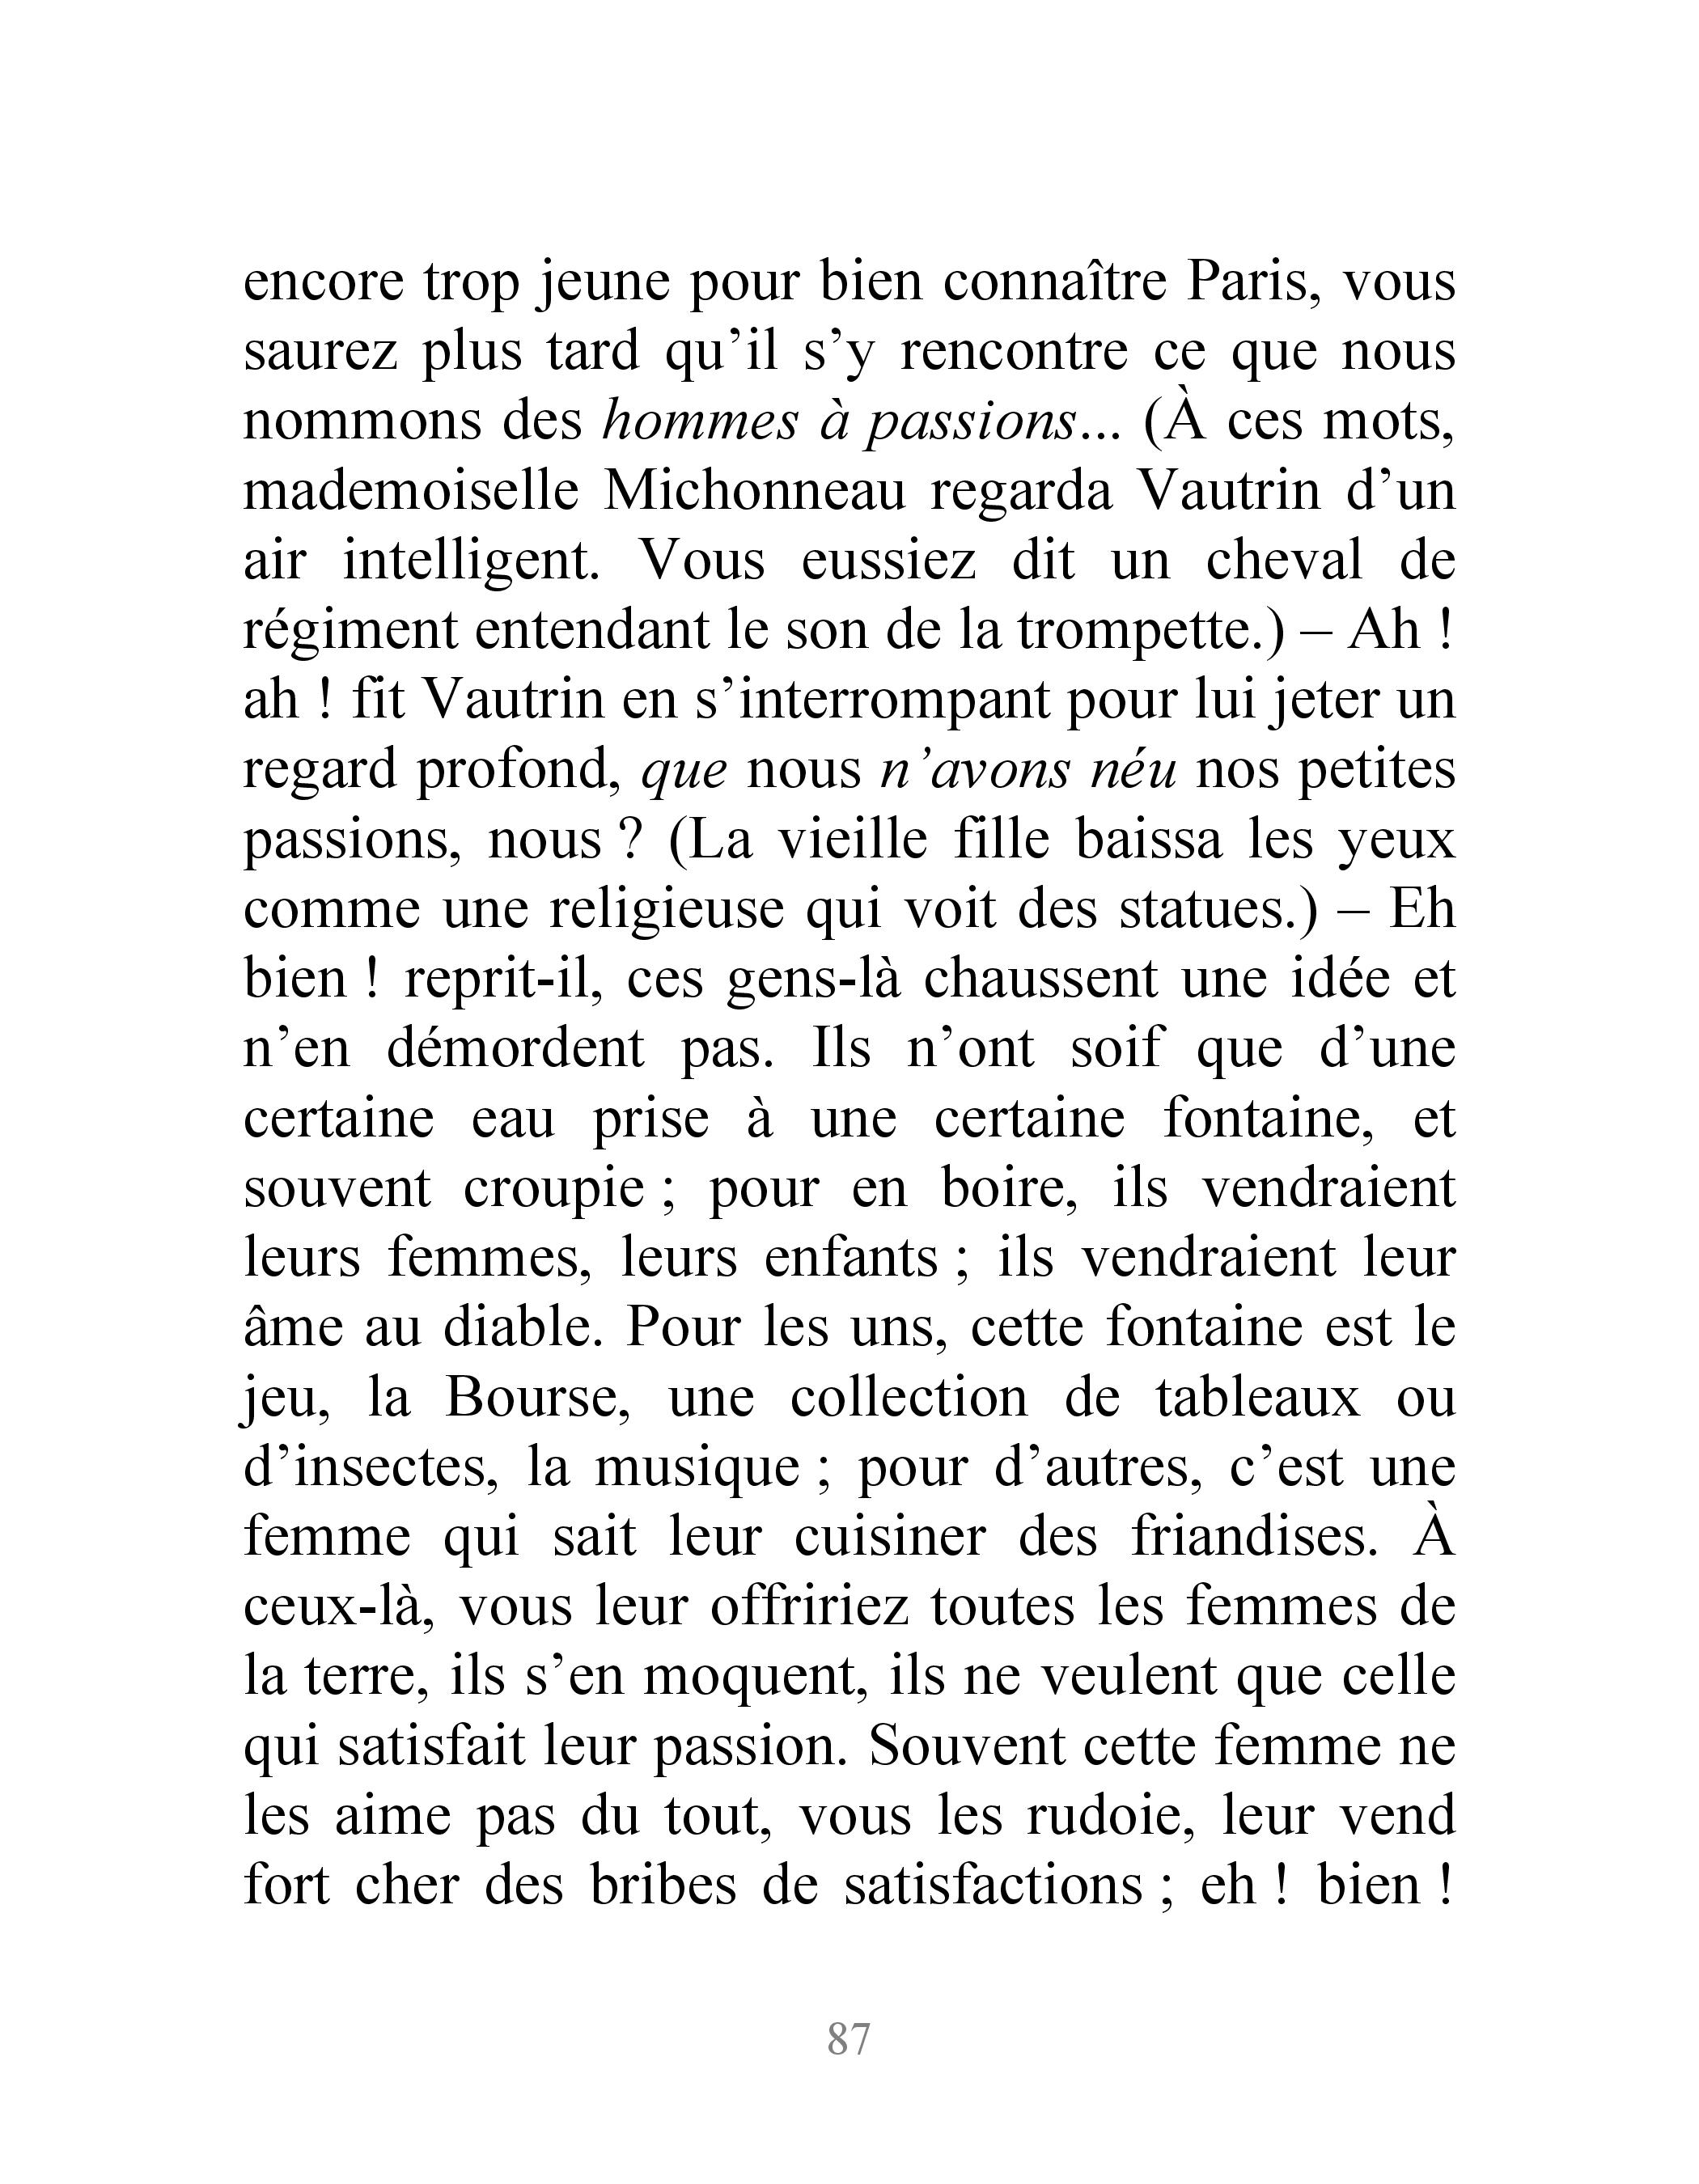 encore trop jeune pour bien connaître Paris, vous
saurez plus tard qu’il s’y rencontre ce que nous
nommons des hommes à passions... (À ces mots,
mademoiselle Michonneau regarda Vautrin d’un
air intelligent. Vous eussiez dit un cheval de
régiment entendant le son de la trompette.) – Ah !
ah ! fit Vautrin en s’interrompant pour lui jeter un
regard profond, que nous n’avons néu nos petites
passions, nous ? (La vieille fille baissa les yeux
comme une religieuse qui voit des statues.) – Eh
bien ! reprit-il, ces gens-là chaussent une idée et
n’en démordent pas. Ils n’ont soif que d’une
certaine eau prise à une certaine fontaine, et
souvent croupie ; pour en boire, ils vendraient
leurs femmes, leurs enfants ; ils vendraient leur
âme au diable. Pour les uns, cette fontaine est le
jeu, la Bourse, une collection de tableaux ou
d’insectes, la musique ; pour d’autres, c’est une
femme qui sait leur cuisiner des friandises. À
ceux-là, vous leur offririez toutes les femmes de
la terre, ils s’en moquent, ils ne veulent que celle
qui satisfait leur passion. Souvent cette femme ne
les aime pas du tout, vous les rudoie, leur vend
fort cher des bribes de satisfactions ; eh ! bien !
87